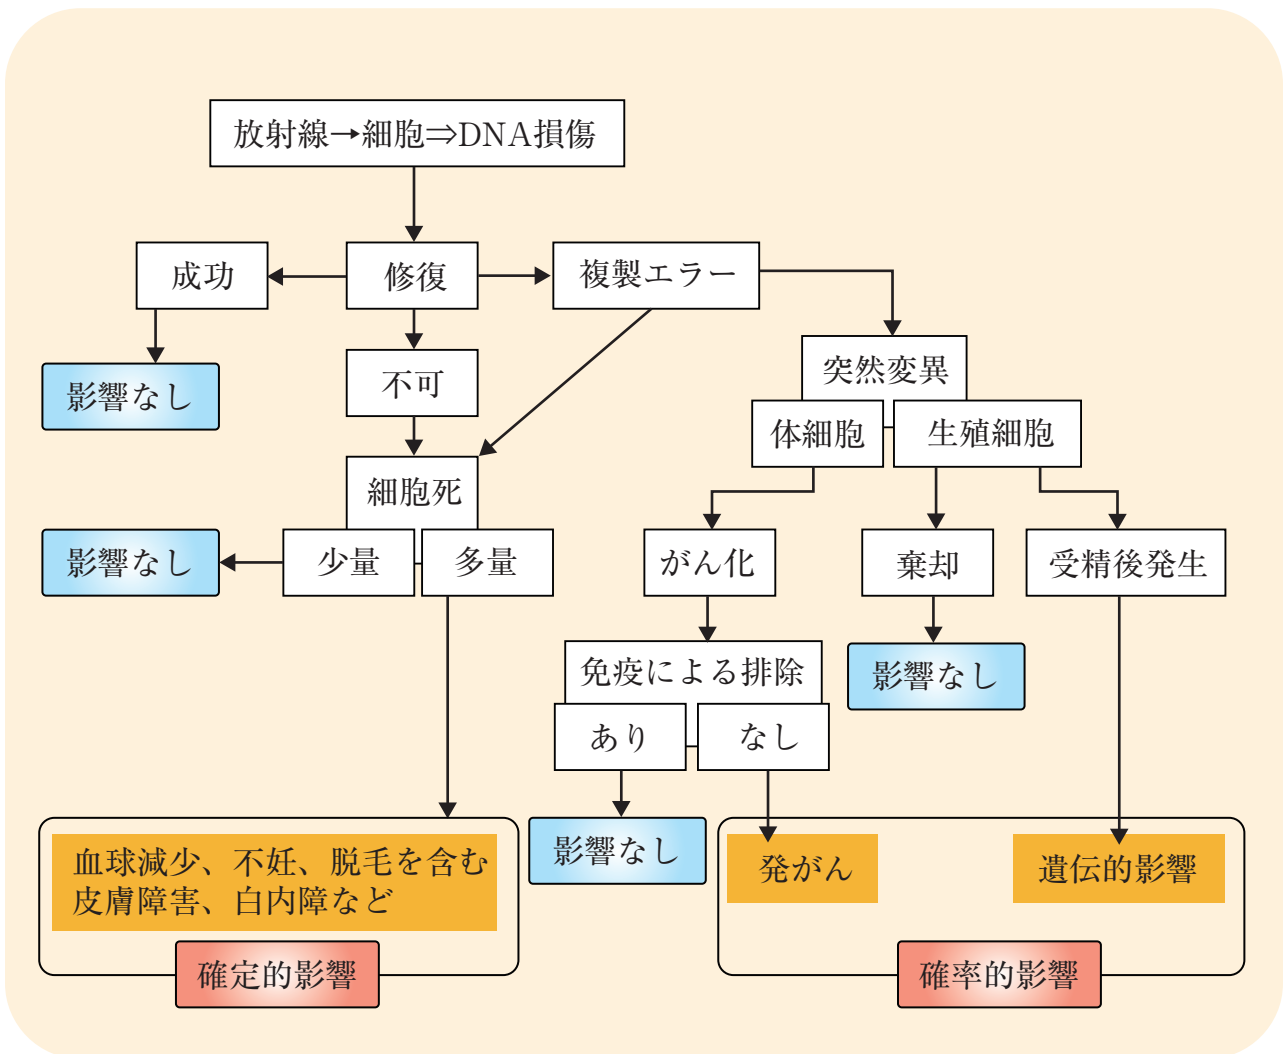 放射線→細胞⇒DNA損傷
成功
修復
複製エラー
影響なし
不可
突然変異
体細胞
生殖細胞
細胞死
影響なし
少量
多量
がん化
棄却
受精後発生
免疫による排除
影響なし
あり
なし
影響なし
血球減少、不妊、脱毛を含む
皮膚障害、白内障など
発がん
遺伝的影響
確定的影響
確率的影響